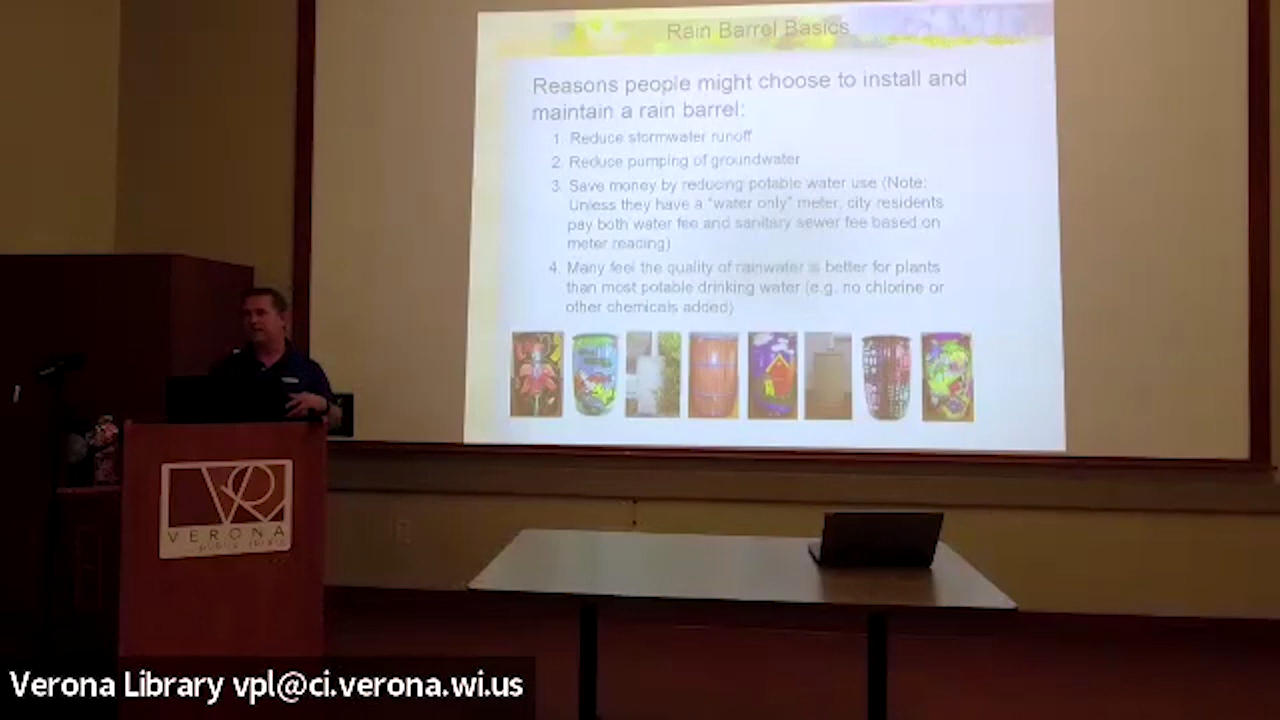 Rain Barrel Basics
Reasons people might choose to install and
maintain a rain barrel:
1. Reduce stormwater runoff
2. Reduce pumping of groundwater
3. Save money by reducing potable water use (Note:
Unless they have a "water only" meter, city residents
pay both water fee and sanitary sewer fee based on
meter reading)
4. Many feel the quality of rainwater is better for plants
than most potable drinking water (e.g. no chlorine or
other chemicals added)
VERONA
public library
Verona Library vpl@ci.verona.wi.us